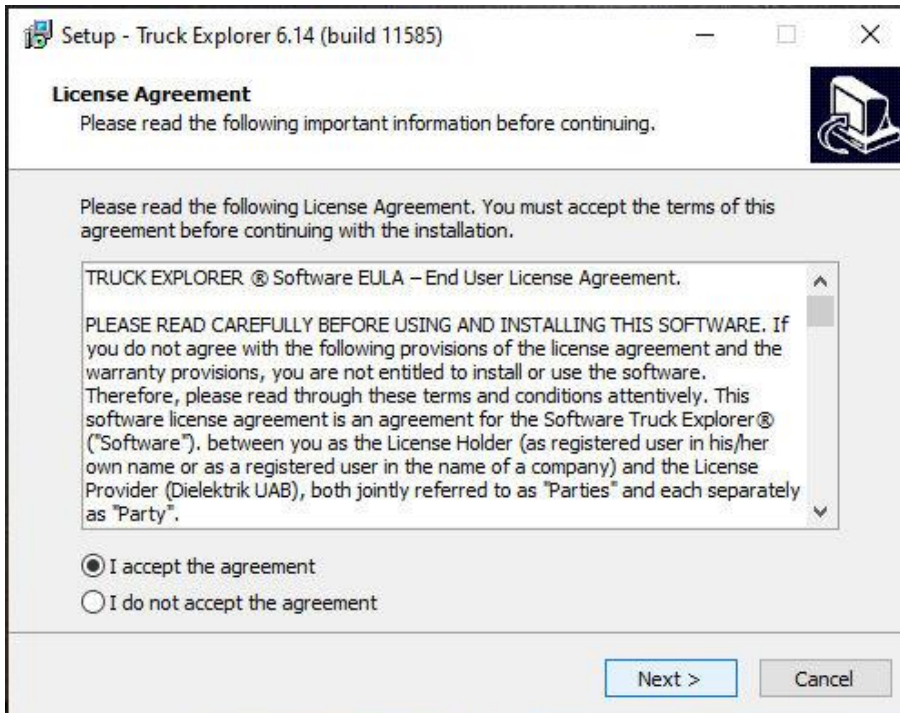 Setup - Truck Explorer 6.14 (build 11585)
License Agreement
Please read the following important information before continuing.
Please read the following License Agreement. You must accept the terms of this
agreement before continuing with the installation.
TRUCK EXPLORER ® Software EULA – End User License Agreement.
PLEASE READ CAREFULLY BEFORE USING AND INSTALLING THIS SOFTWARE. If
you do not agree with the following provisions of the license agreement and the
warranty provisions, you are not entitled to install or use the software.
Therefore, please read through these terms and conditions attentively. This
software license agreement is an agreement for the Software Truck Explorer®
("Software"). between you as the License Holder (as registered user in his/her
own name or as a registered user in the name of a company) and the License
Provider (Dielektrik UAB), both jointly referred to as "Parties" and each separately
as "Party".
I accept the agreement
I do not accept the agreement
Next >
Cancel